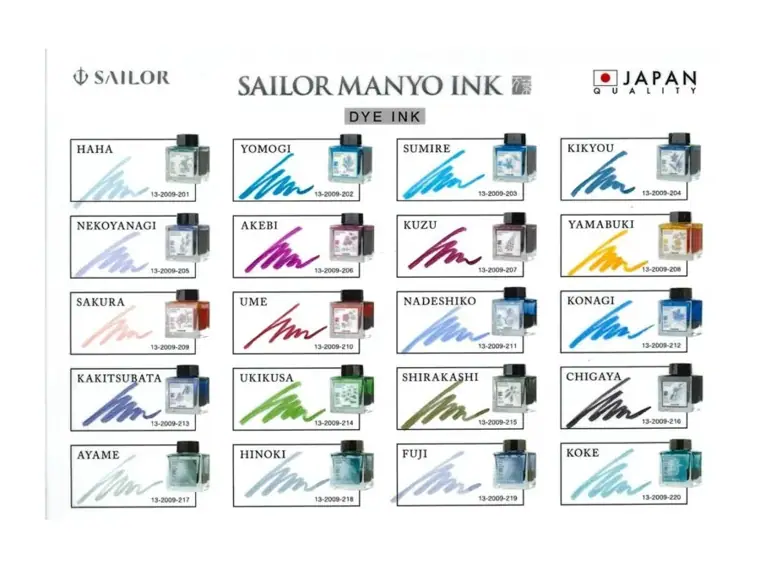 SAILOR
SAILOR MANYO INK
JAPAN
QUALITY
DYE INK
HAHA
13-2009-201
YOMOGI
13-2009-202
SUMIRE
13-2009-203
KIKYOU
13-2009-204
NEKOYANAGI
13-2009-205
AKEBI
13-2009-206
KUZU
13-2009-207
YAMABUKI
13-2009-208
SAKURA
13-2009-209
UME
13-2009-210
NADESHIKO
13-2009-211
KONAGI
13-2009-212
KAKITSUBATA
13-2009-213
UKIKUSA
13-2009-214
SHIRAKASHI
13-2009-215
CHIGAYA
13-2009-216
AYAME
13-2009-217
HINOKI
13-2009-218
FUJI
13-2009-219
KOKE
13-2009-220